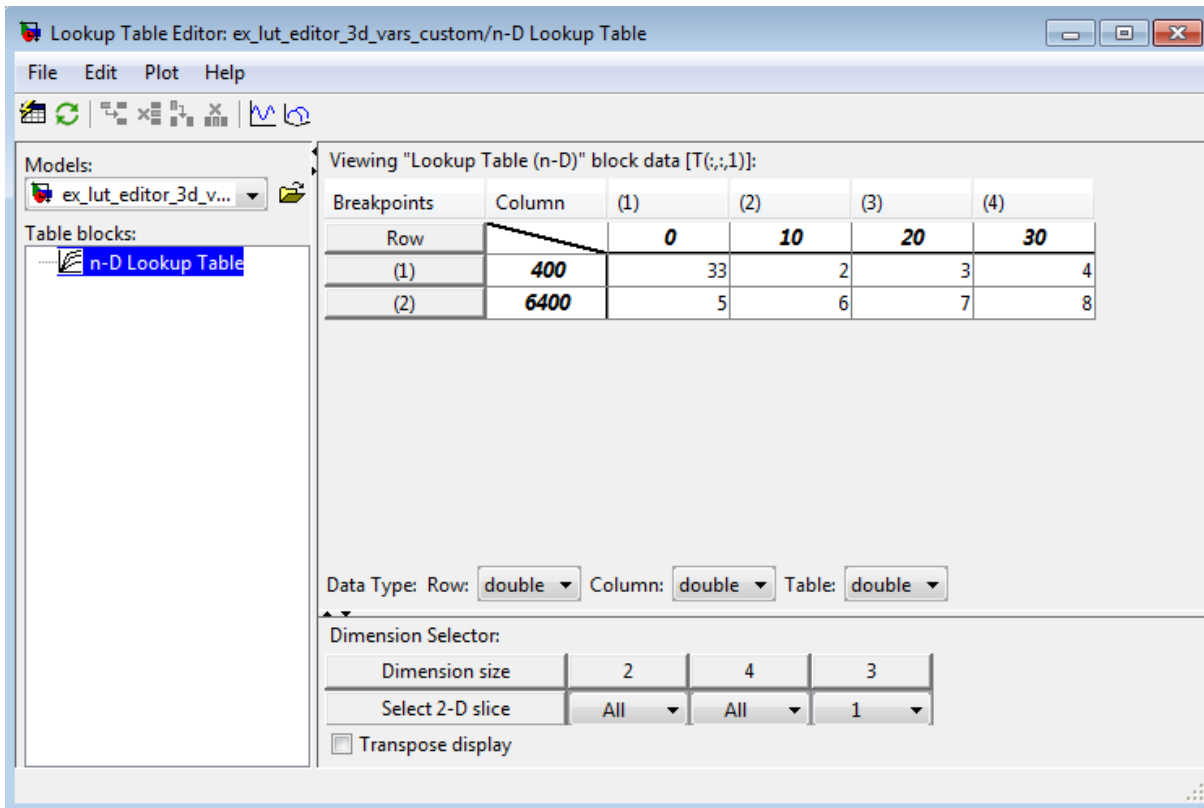 Lookup Table Editor: ex_lut_editor_3d_vars_custom/n-D Lookup Table
File Edit Plot Help
Models:
ex_lut_editor_3d_v...
Table blocks:
n-D Lookup Table
Viewing "Lookup Table (n-D)" block data [T(:,:,1)]:
Breakpoints Column (1) (2) (3) (4)
Row 0 10 20 30
(1) 400 33 2 3 4
(2) 6400 5 6 7 8
Data Type: Row: double Column: double Table: double
Dimension Selector:
Dimension size 2 4 3
Select 2-D slice All All 1
Transpose display